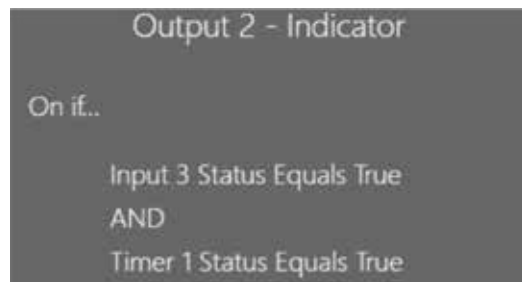 Output 2 - Indicator
On if...
Input 3 Status Equals True
AND
Timer 1 Status Equals True